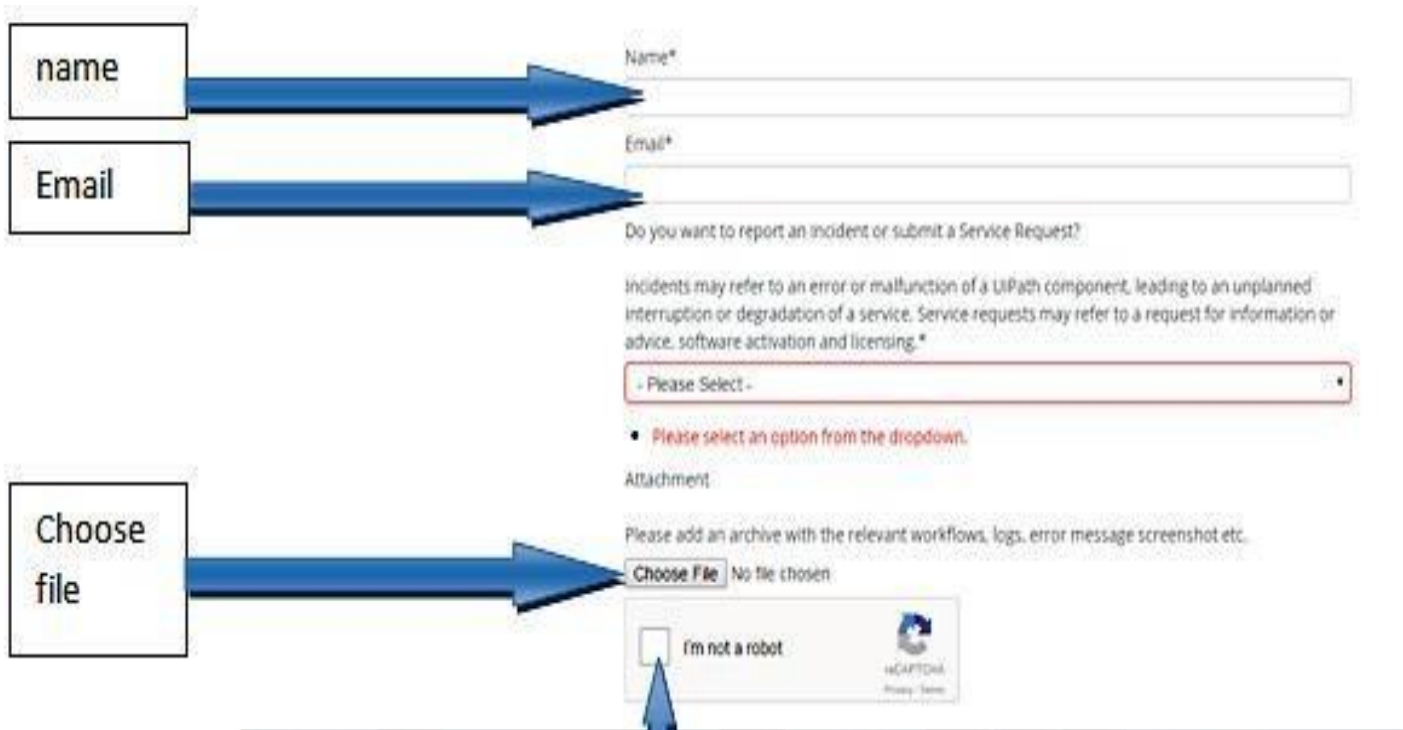 name
Name*
Email*
Email
Do you want to report an incident or submit a Service Request?
Incidents may refer to an error or malfunction of a UiPath component, leading to an unplanned
interruption or degradation of a service. Service requests may refer to a request for information or
advice, software activation and licensing.*
- Please Select -
Please select an option from the dropdown.
Attachment
Choose
file
Please add an archive with the relevant workflows, logs, error message screenshot etc.
Choose File No file chosen
I'm not a robot
reCAPTCHA
Privacy - Terms